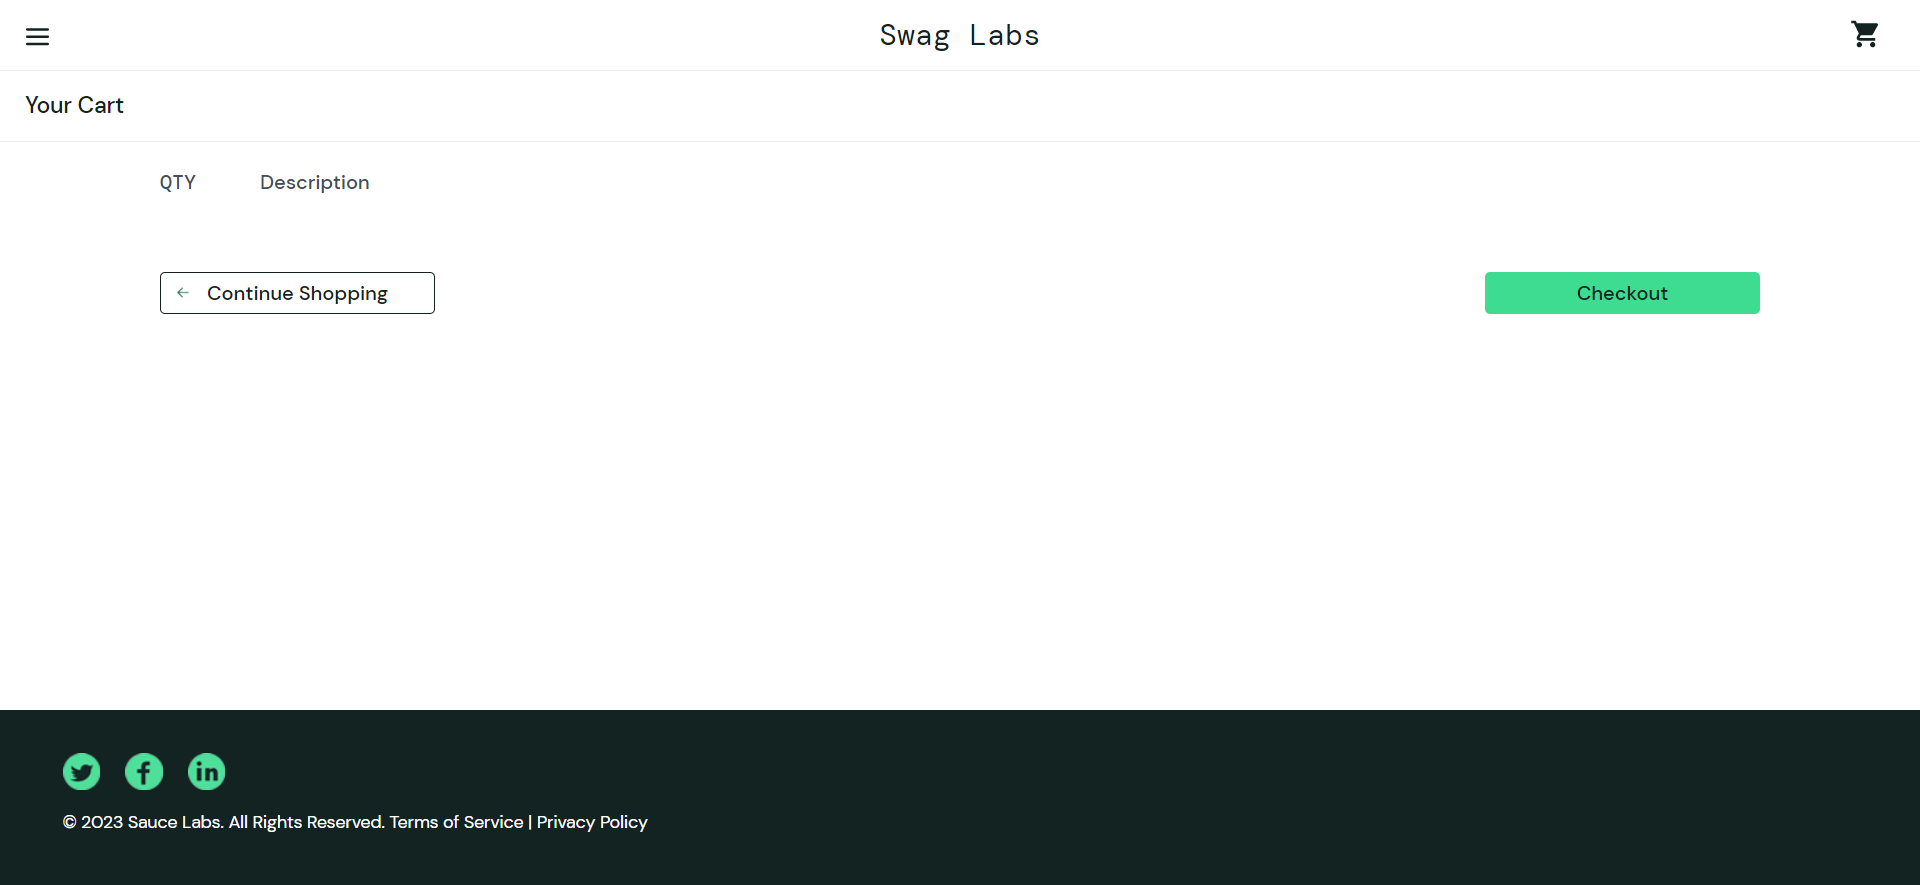 Swag Labs
Your Cart
QTY Description
Continue Shopping
Checkout
© 2023 Sauce Labs. All Rights Reserved. Terms of Service | Privacy Policy